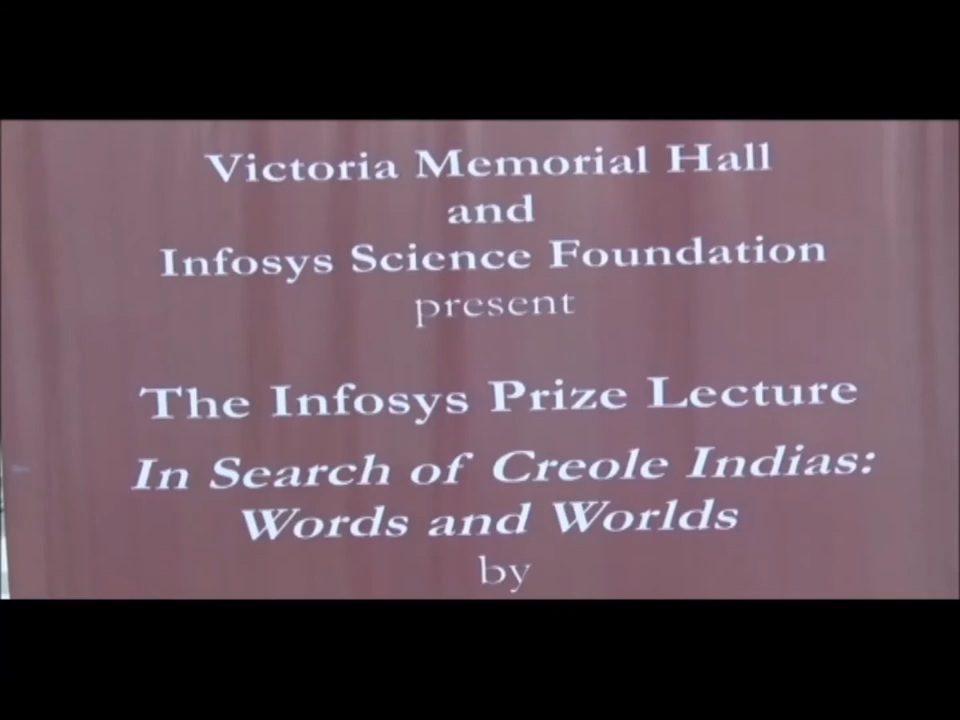 Victoria Memorial Hall
and
Infosys Science Foundation
present
The Infosys Prize Lecture
In Search of Creole Indias:
Words and Worlds
by